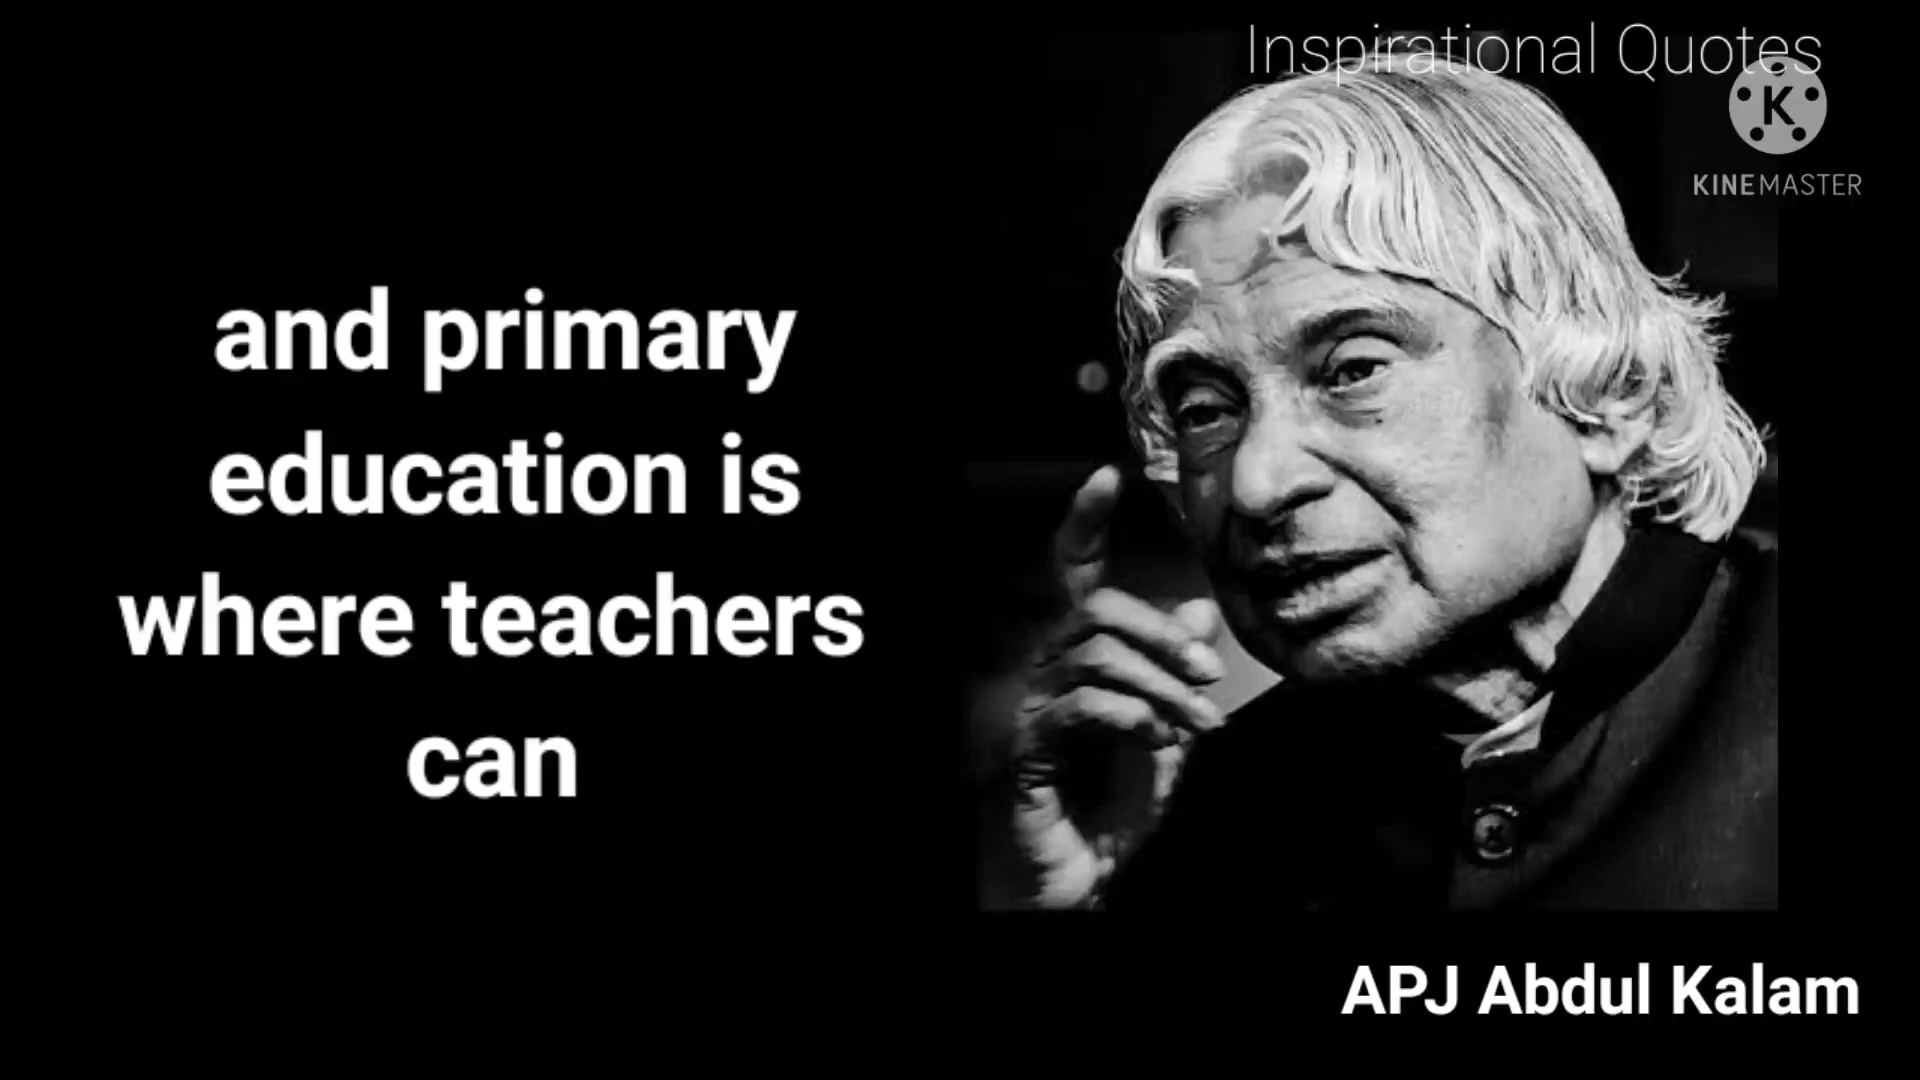 Inspirational Quotes
K
KINEMASTER
and primary
education is
where teachers
can
APJ Abdul Kalam